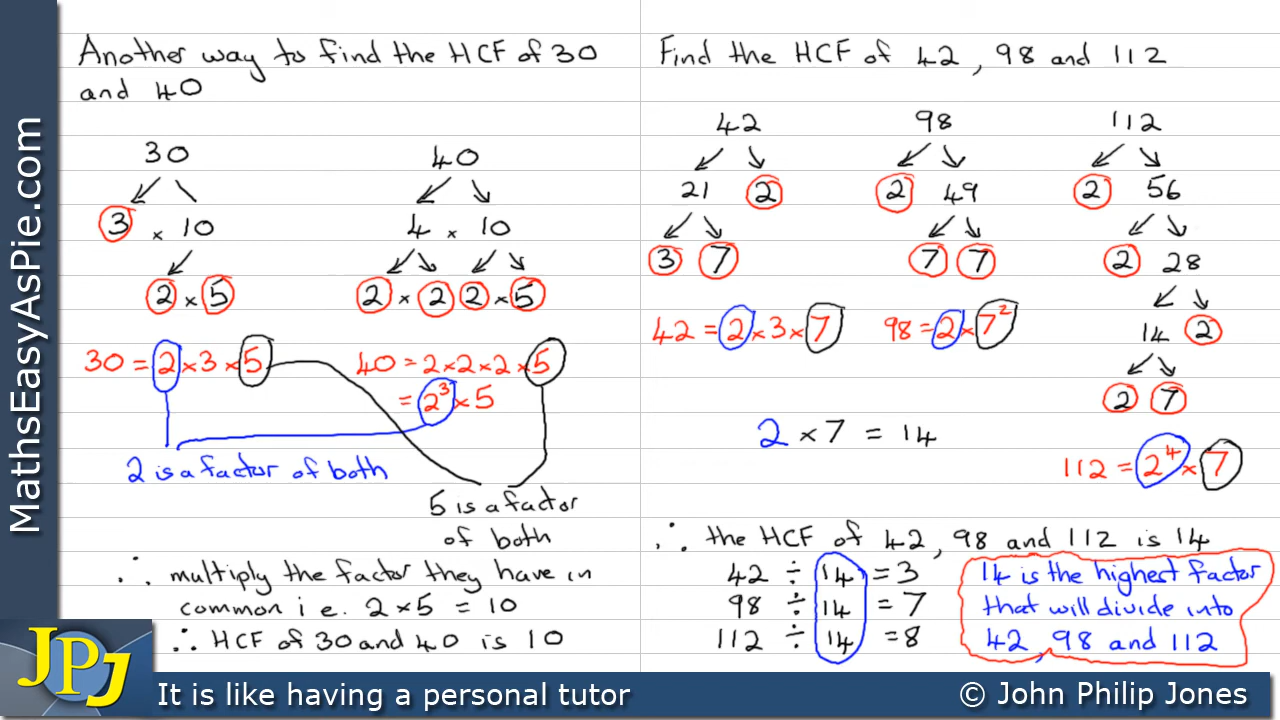 MathsEasyAsPie.com
Another way to find the HCF of 30
and 40
30
40
3 × 10
4 × 10
2 × 5
2 × 2 2 × 5
30 = 2 × 3 × 5
40 = 2 × 2 × 2 × 5
= 2³ × 5
2 is a factor of both
5 is a factor
of both
∴ multiply the factor they have in
common i e. 2 × 5 = 10
∴ HCF of 30 and 40 is 10
Find the HCF of 42, 98 and 112
42
98
112
21 2
2 49
2 56
3 7
7 7
2 28
42 = 2 × 3 × 7
98 = 2 × 7²
14 2
2 7
2 × 7 = 14
112 = 2⁴ × 7
∴ the HCF of 42, 98 and 112 is 14
42 ÷ 14 = 3
98 ÷ 14 = 7
112 ÷ 14 = 8
14 is the highest factor
that will divide into
42, 98 and 112
JPJ
It is like having a personal tutor
© John Philip Jones